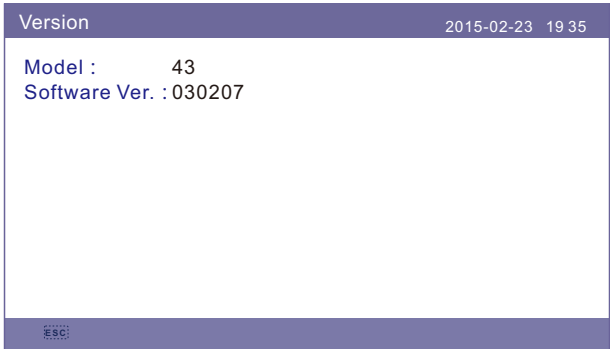 Version 2015-02-23 19 35
Model : 43
Software Ver. : 030207
ESC